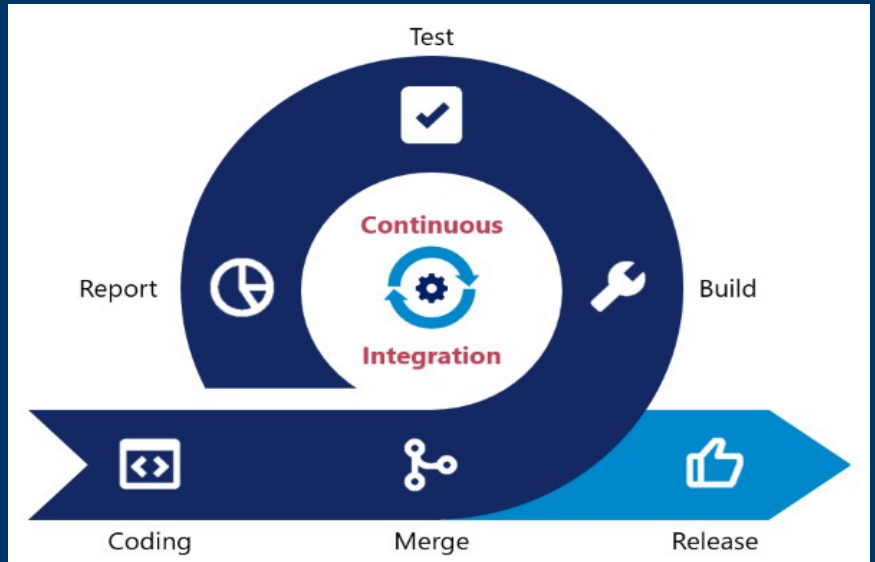 Test
Continuous
Report
Build
Integration
Coding
Merge
Release